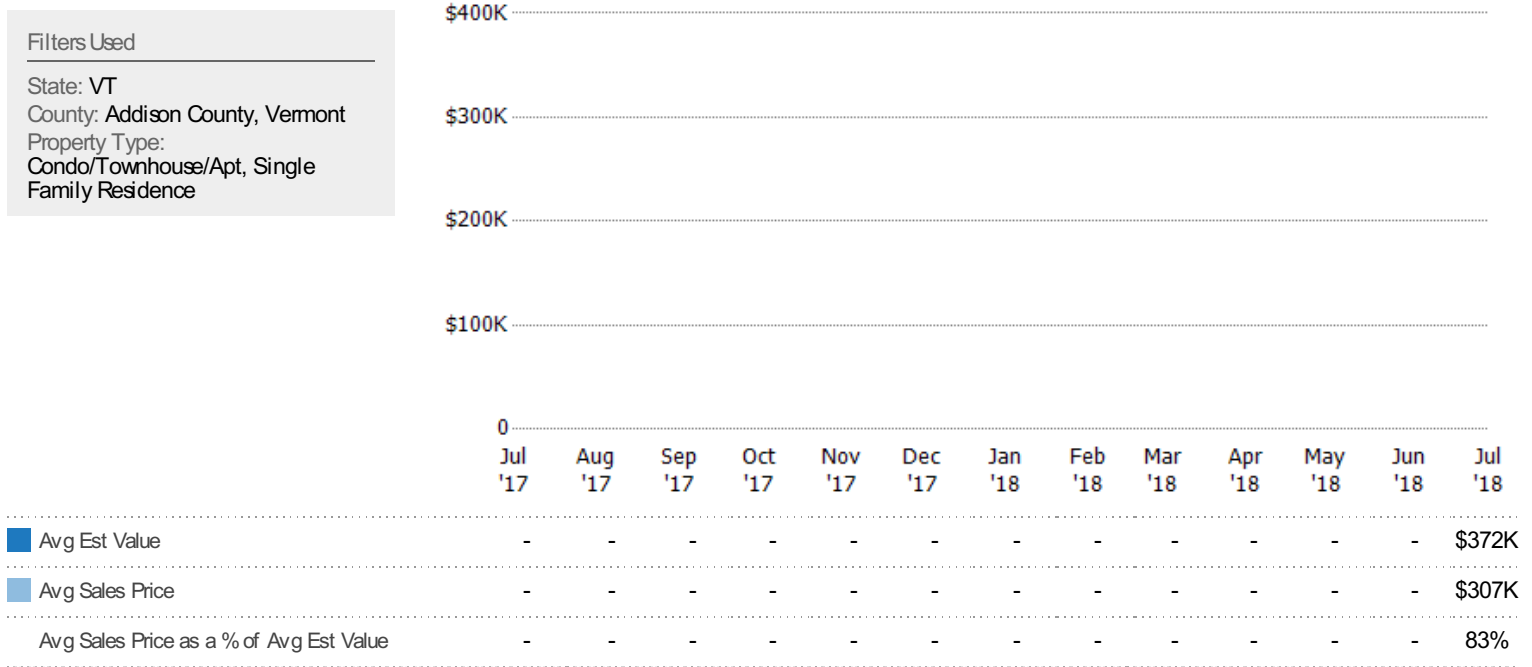 Filters Used
State: VT
County: Addison County, Vermont
Property Type:
Condo/Townhouse/Apt, Single
Family Residence
$400K
$300K
$200K
$100K
0
Jul Aug Sep Oct Nov Dec Jan Feb Mar Apr May Jun Jul
'17 '17 '17 '17 '17 '17 '18 '18 '18 '18 '18 '18 '18
Avg Est Value - - - - - - - - - - - - $372K
Avg Sales Price - - - - - - - - - - - - $307K
Avg Sales Price as a % of Avg Est Value - - - - - - - - - - - - 83%